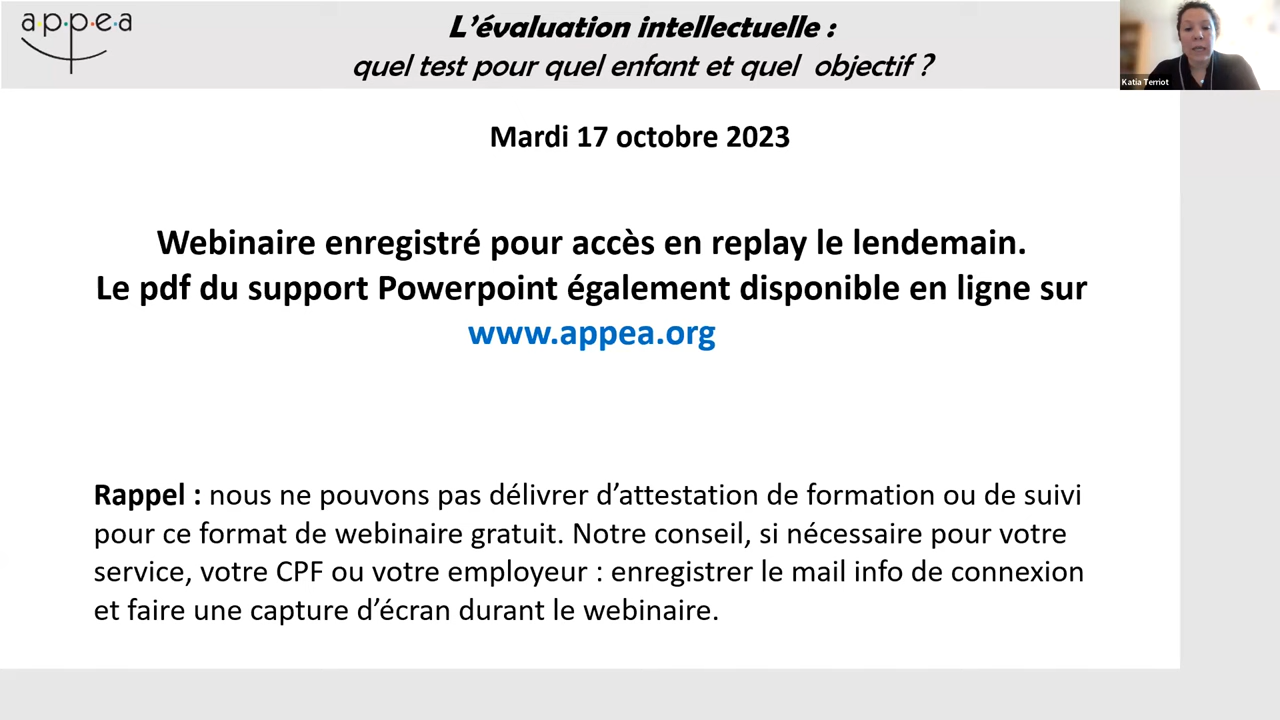 appea
L'évaluation intellectuelle :
quel test pour quel enfant et quel objectif ?
Katia Terriot
Mardi 17 octobre 2023
Webinaire enregistré pour accès en replay le lendemain.
Le pdf du support Powerpoint également disponible en ligne sur
www.appea.org
Rappel : nous ne pouvons pas délivrer d'attestation de formation ou de suivi
pour ce format de webinaire gratuit. Notre conseil, si nécessaire pour votre
service, votre CPF ou votre employeur : enregistrer le mail info de connexion
et faire une capture d'écran durant le webinaire.